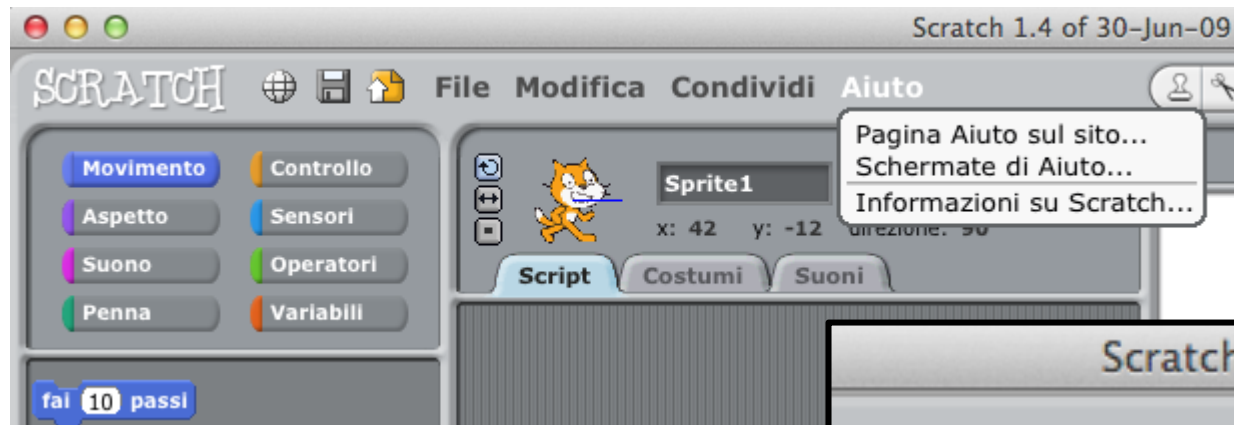 Scratch 1.4 of 30-Jun-09
SCRATCH File Modifica Condividi Aiuto
Pagina Aiuto sul sito...
Schermate di Aiuto...
Informazioni su Scratch...
Movimento Controllo
Aspetto Sensori
Suono Operatori
Penna Variabili
Sprite1
x: 42 y: -12 direzione: 90
Script Costumi Suoni
fai 10 passi
Scratch